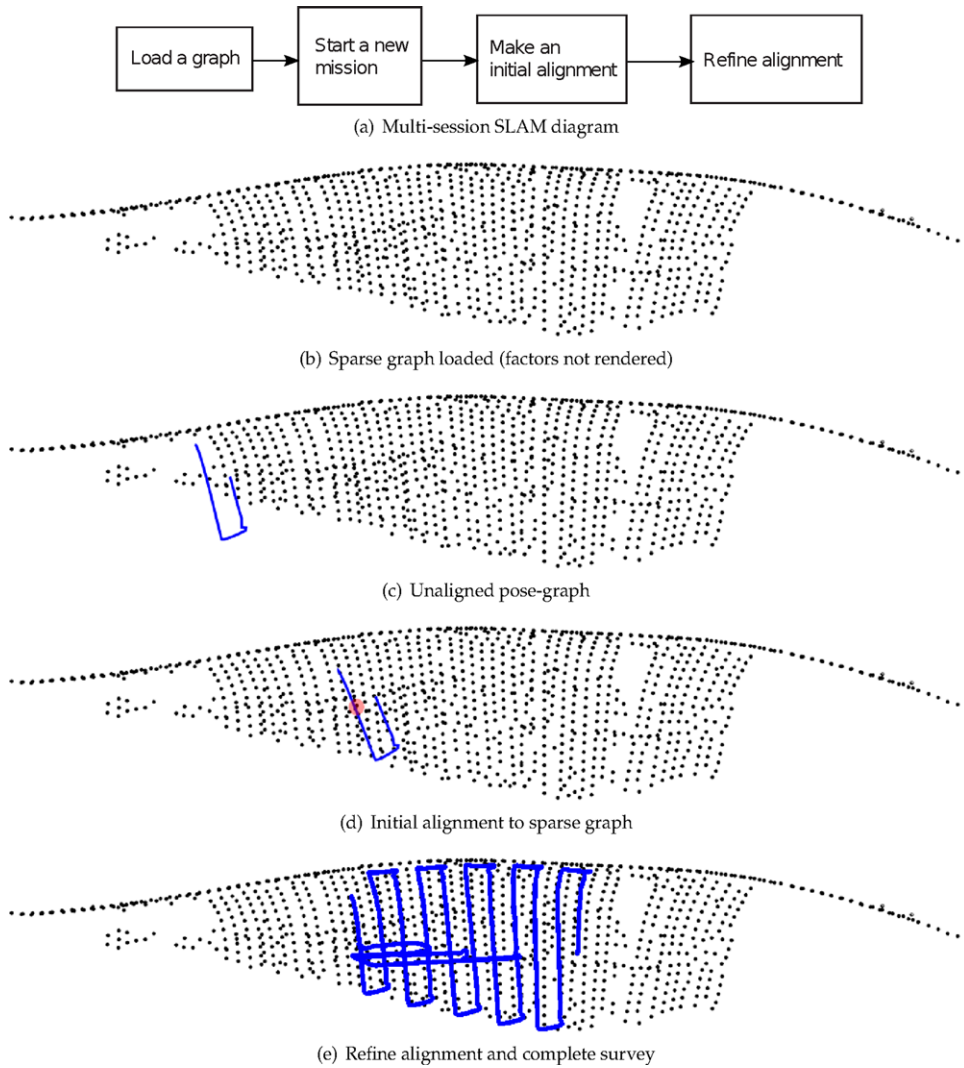 Load a graph
Start a new
mission
Make an
initial alignment
Refine alignment
(a) Multi-session SLAM diagram
(b) Sparse graph loaded (factors not rendered)
(c) Unaligned pose-graph
(d) Initial alignment to sparse graph
(e) Refine alignment and complete survey